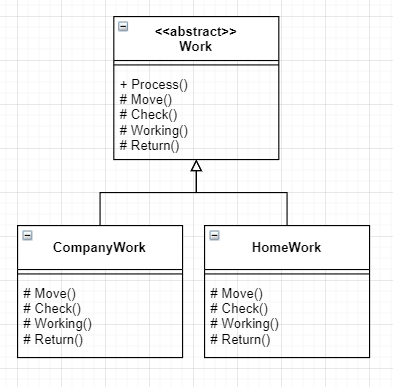 <<abstract>>
Work
+ Process()
# Move()
# Check()
# Working()
# Return()
CompanyWork
# Move()
# Check()
# Working()
# Return()
HomeWork
# Move()
# Check()
# Working()
# Return()